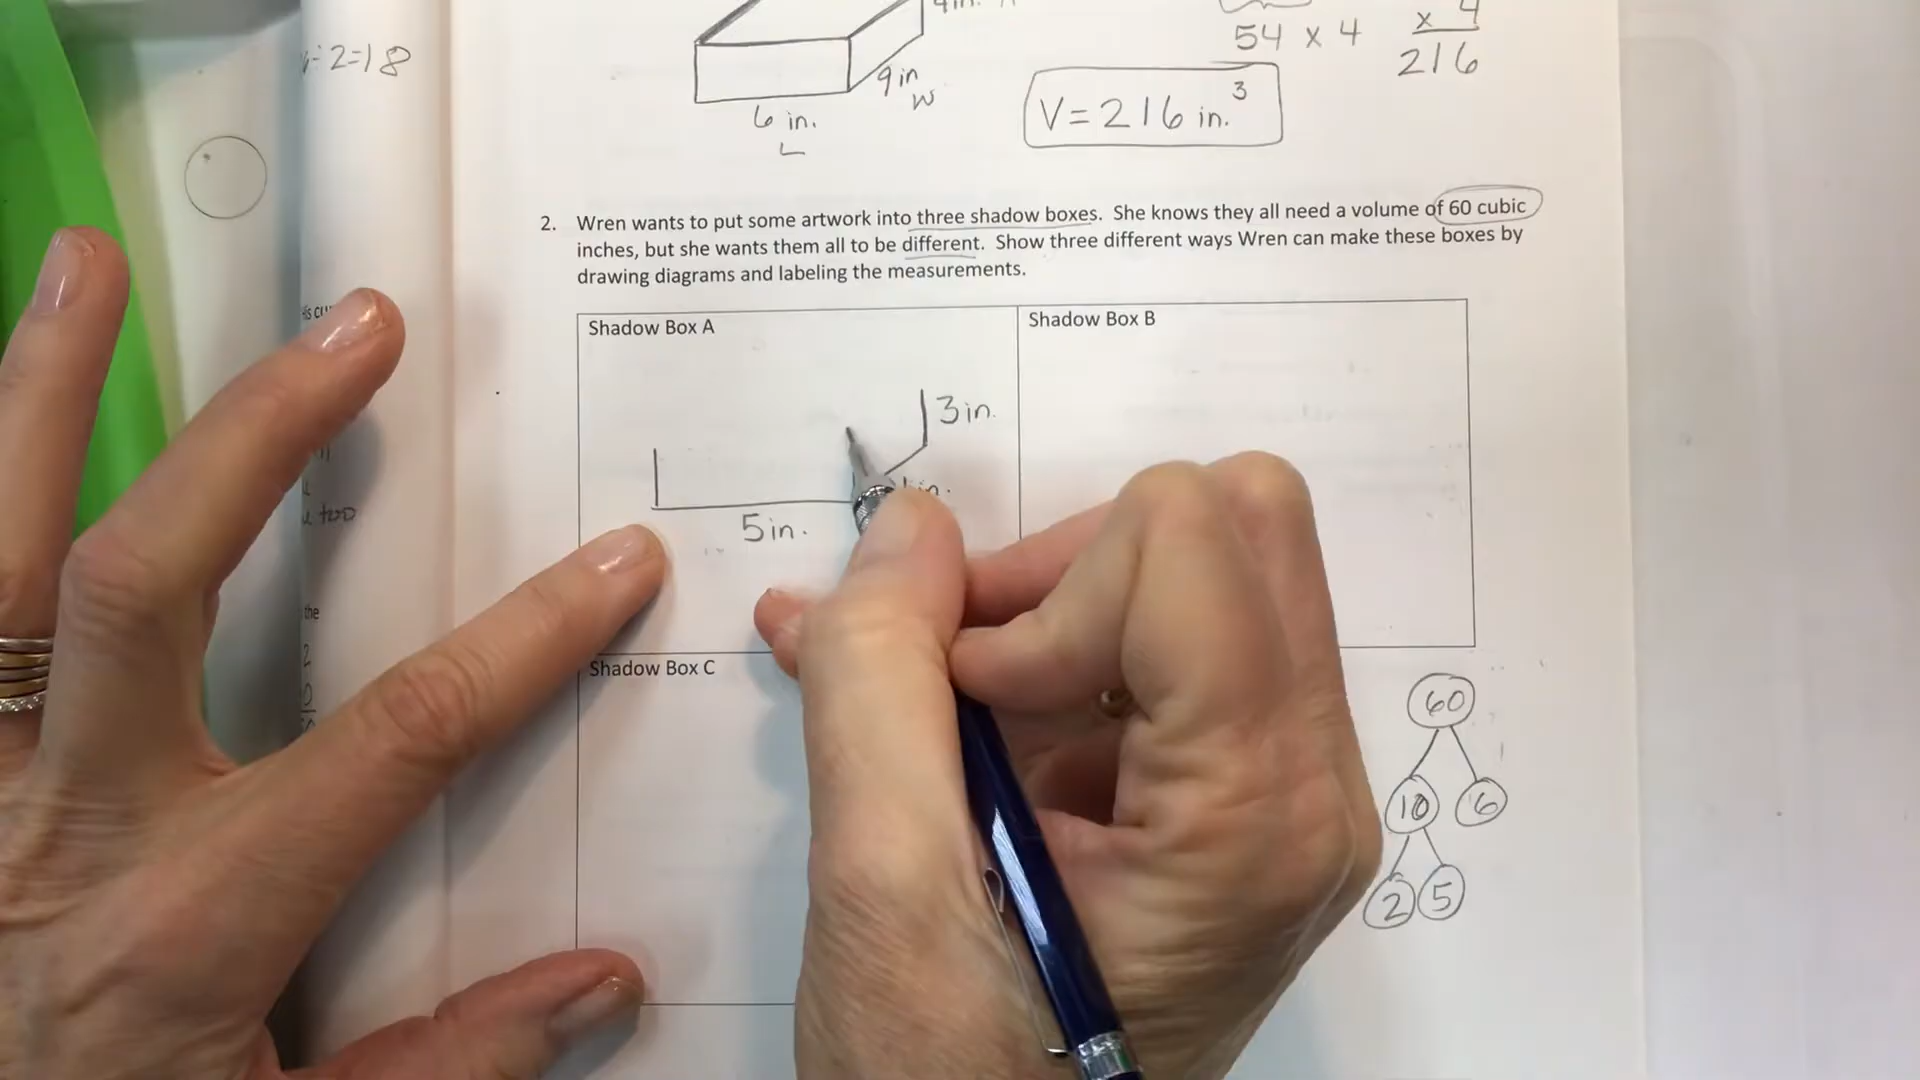 54 x 4
x 4
216
÷2=18
9 in
W
6 in.
L
V=216 in.³
2. Wren wants to put some artwork into three shadow boxes. She knows they all need a volume of 60 cubic
inches, but she wants them all to be different. Show three different ways Wren can make these boxes by
drawing diagrams and labeling the measurements.
Shadow Box A
Shadow Box B
3 in.
in.
5 in.
too
the
Shadow Box C
60
10 6
2 5